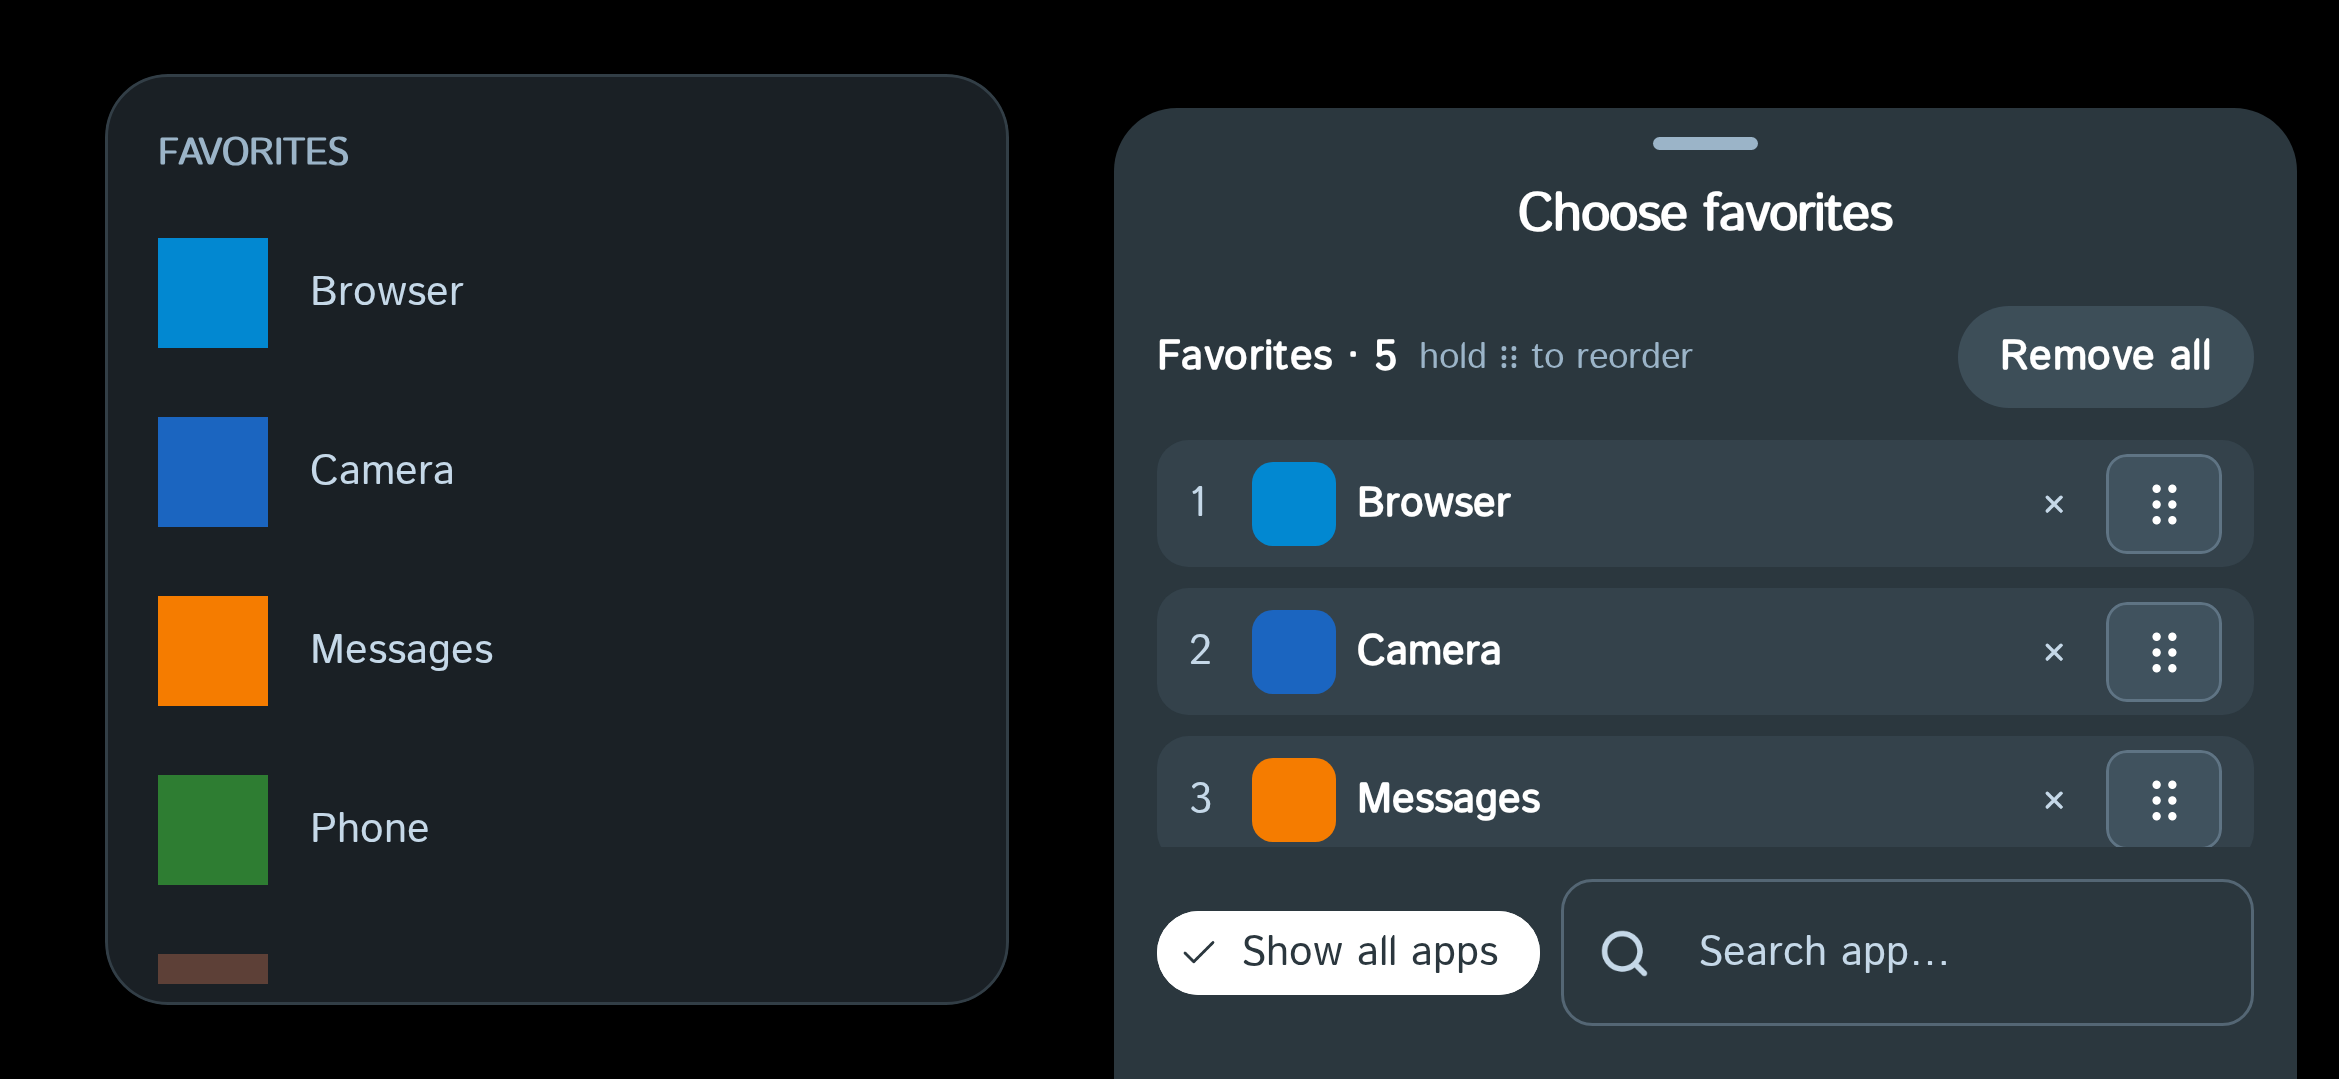 FAVORITES
Browser
Camera
Messages
Phone
Choose favorites
Favorites · 5 hold ⠿ to reorder
Remove all
1 Browser ×
2 Camera ×
3 Messages ×
✓ Show all apps
Search app...